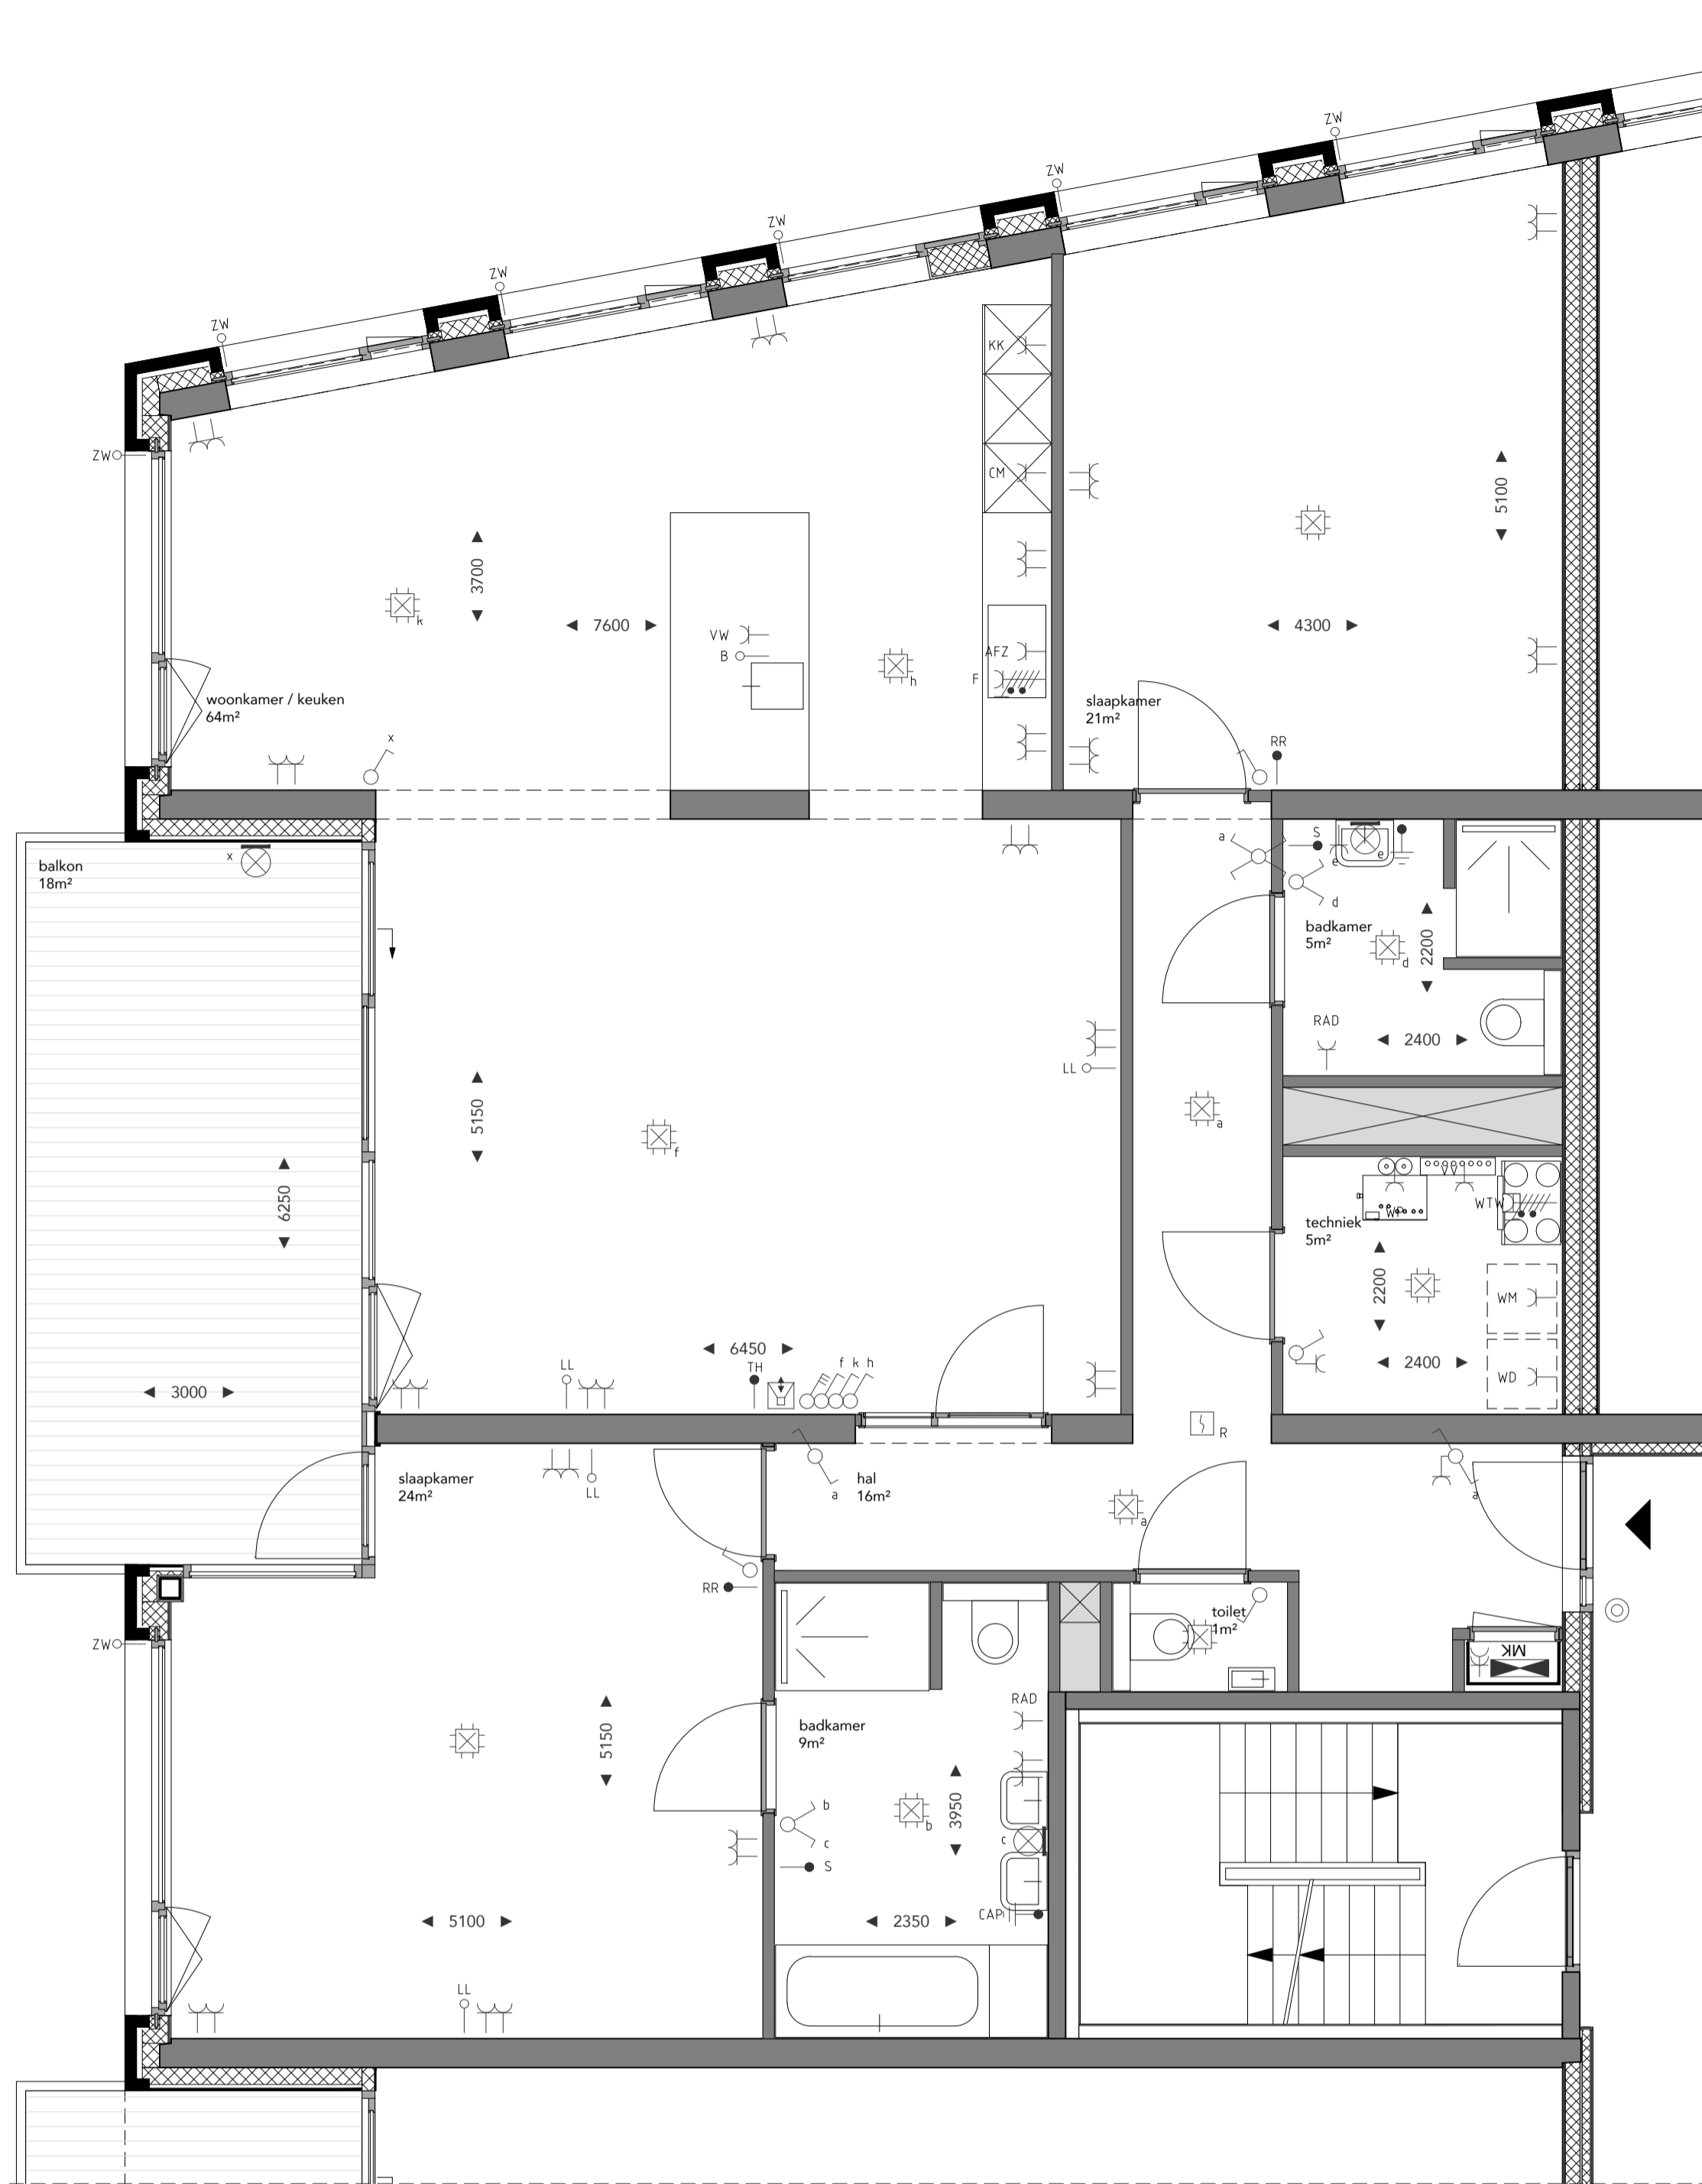 ZW
ZW
ZW
ZW
ZW
KK
ZW
CM
5100
3700
7600
4300
VW
B
AFZ
F
k
h
woonkamer / keuken
64m²
slaapkamer
21m²
x
RR
balkon
18m²
x
a
S
e
e
d
badkamer
5m²
d
2200
RAD
2400
LL
5150
f
a
6250
VV
WP
WTW
techniek
5m²
2200
WM
6450
TH
f k h
LL
2400
WD
3000
R
slaapkamer
24m²
LL
a
hal
16m²
a
a
RR
toilet
1m²
ZW
MK
RAD
badkamer
9m²
5150
3950
b
b
c
c
S
CAP
5100
2350
LL